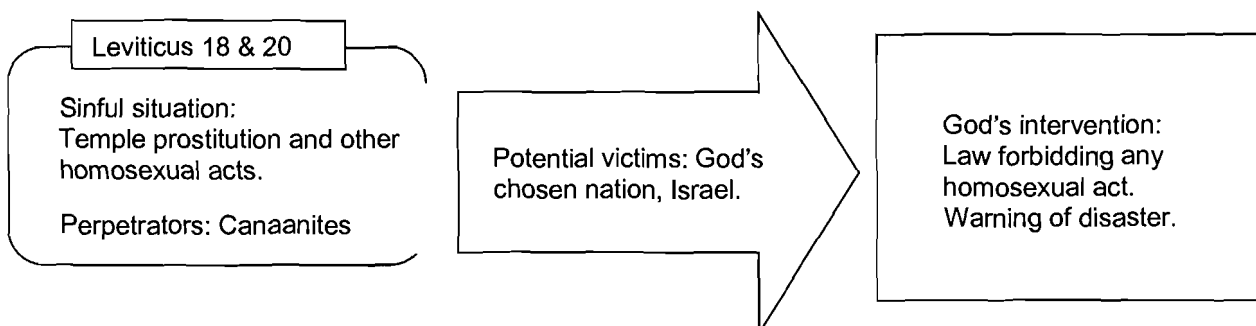 Leviticus 18 & 20
Sinful situation:
Temple prostitution and other
homosexual acts.
Perpetrators: Canaanites
Potential victims: God's
chosen nation, Israel.
God's intervention:
Law forbidding any
homosexual act.
Warning of disaster.